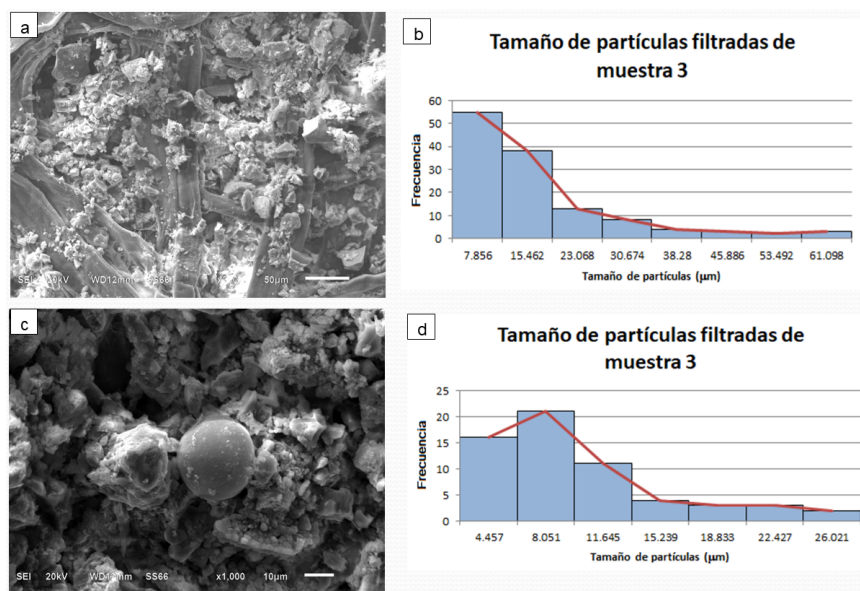 a
SEI
kV
WD12mm
SS66
50µm
b
Tamaño de partículas filtradas de
muestra 3
Frecuencia
60
50
40
30
20
10
0
7.856 15.462 23.068 30.674 38.28 45.886 53.492 61.098
Tamaño de partículas (µm)
c
SEI 20kV SS66 x1,000 10µm
d
Tamaño de partículas filtradas de
muestra 3
Frecuencia
25
20
15
10
5
0
4.457 8.051 11.645 15.239 18.833 22.427 26.021
Tamaño de partículas (µm)